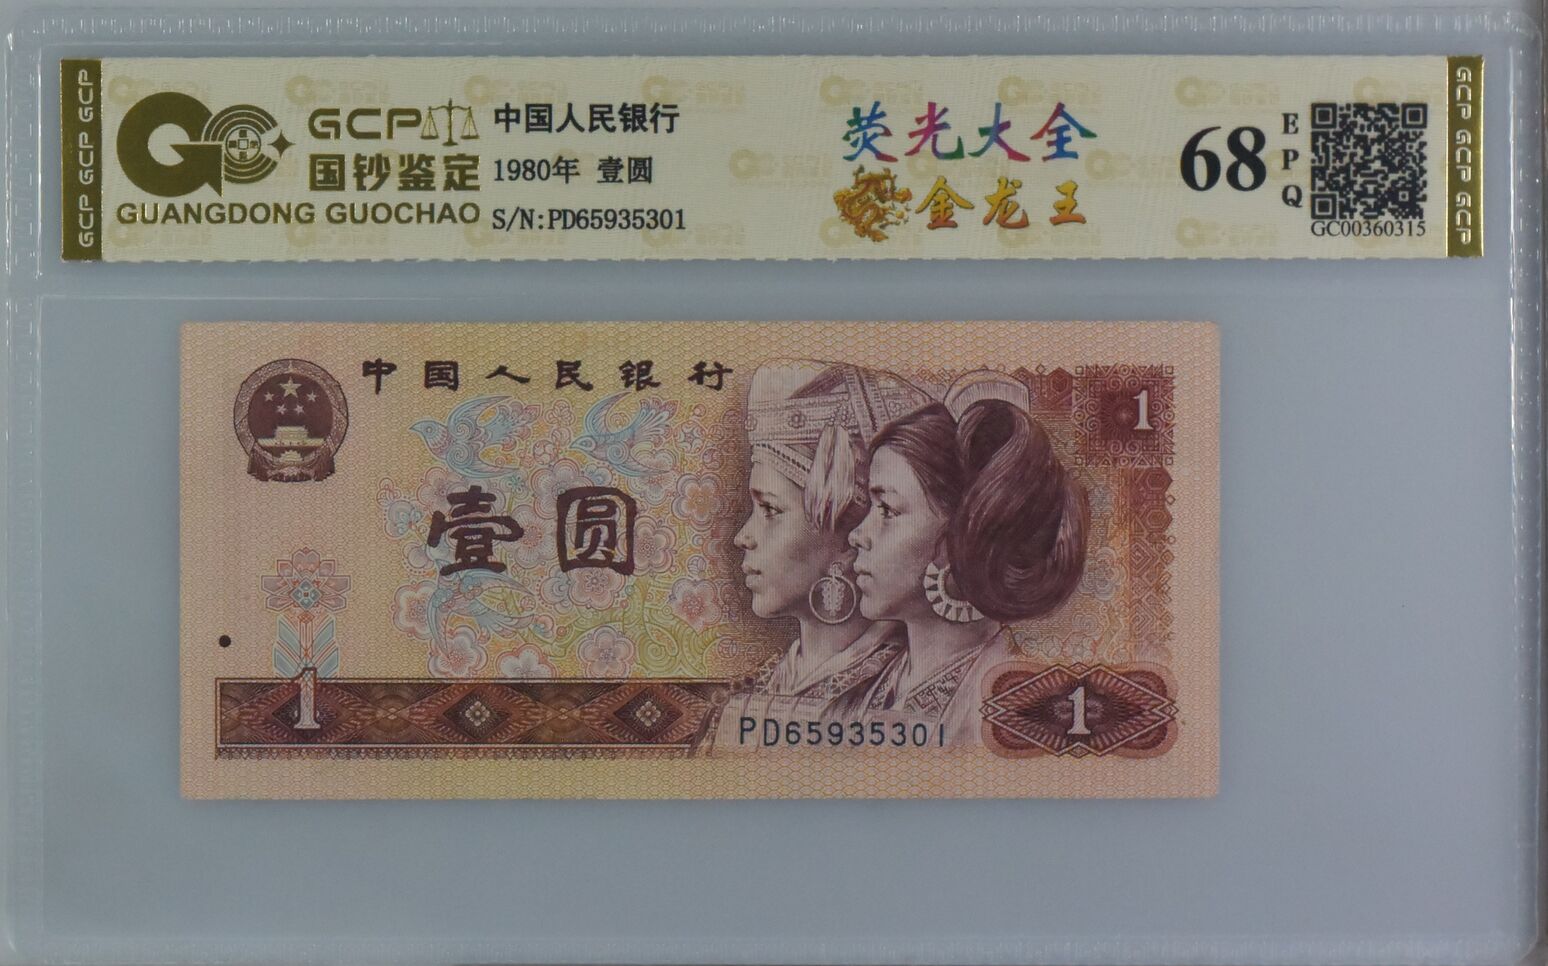 GCP GCP GCP
GCP
国钞鉴定
GUANGDONG GUOCHAO
中国人民银行
1980年 壹圆
S/N:PD65935301
荧光大全
金龙王
68
EPQ
GC00360315
GCP GCP GCP
中国人民银行
1
壹圆
1
PD65935301
1